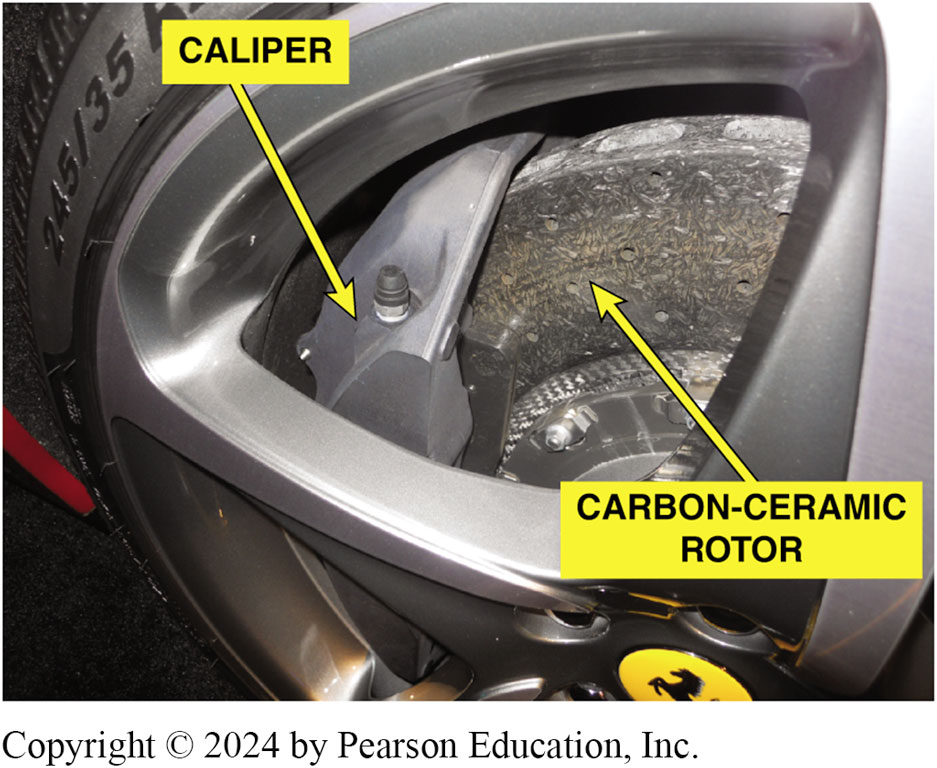 CALIPER
245/35
CARBON-CERAMIC
ROTOR
Copyright © 2024 by Pearson Education, Inc.